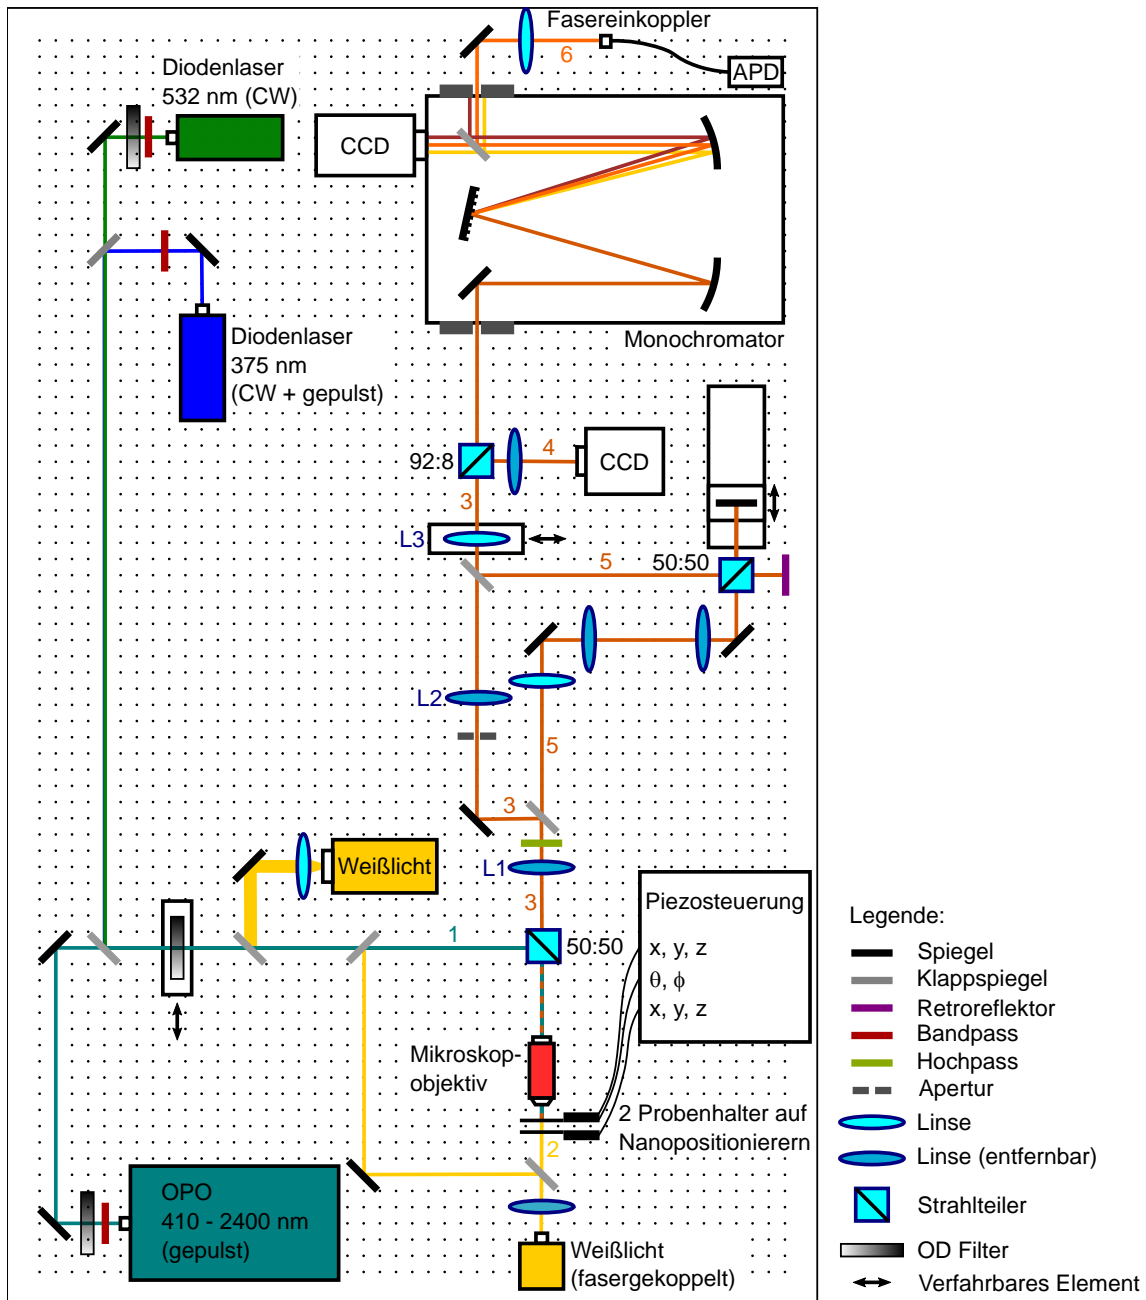 Fasereinkoppler
6
APD
Diodenlaser
532 nm (CW)
CCD
Monochromator
Diodenlaser
375 nm
(CW + gepulst)
92:8
4
CCD
3
L3
5
50:50
L2
5
3
L1
Weißlicht
3
Piezosteuerung
x, y, z
θ, ϕ
x, y, z
1
50:50
Mikroskop-
objektiv
2 Probenhalter auf
Nanopositionierern
2
OPO
410 - 2400 nm
(gepulst)
Weißlicht
(fasergekoppelt)
Legende:
Spiegel
Klappspiegel
Retroreflektor
Bandpass
Hochpass
Apertur
Linse
Linse (entfernbar)
Strahlteiler
OD Filter
Verfahrbares Element